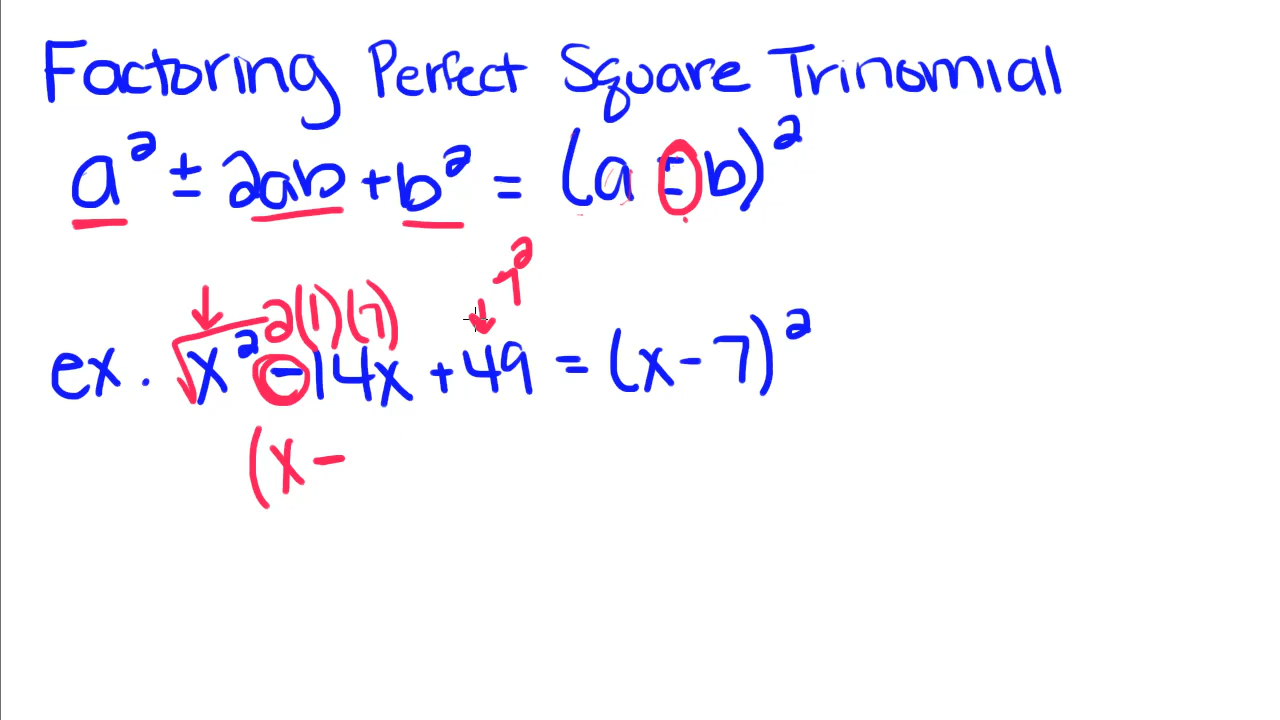 Factoring Perfect Square Trinomial
a² ± 2ab + b² = (a ± b)²
7²
2(1)(7)
ex. √x² - 14x + 49 = (x - 7)²
(x -